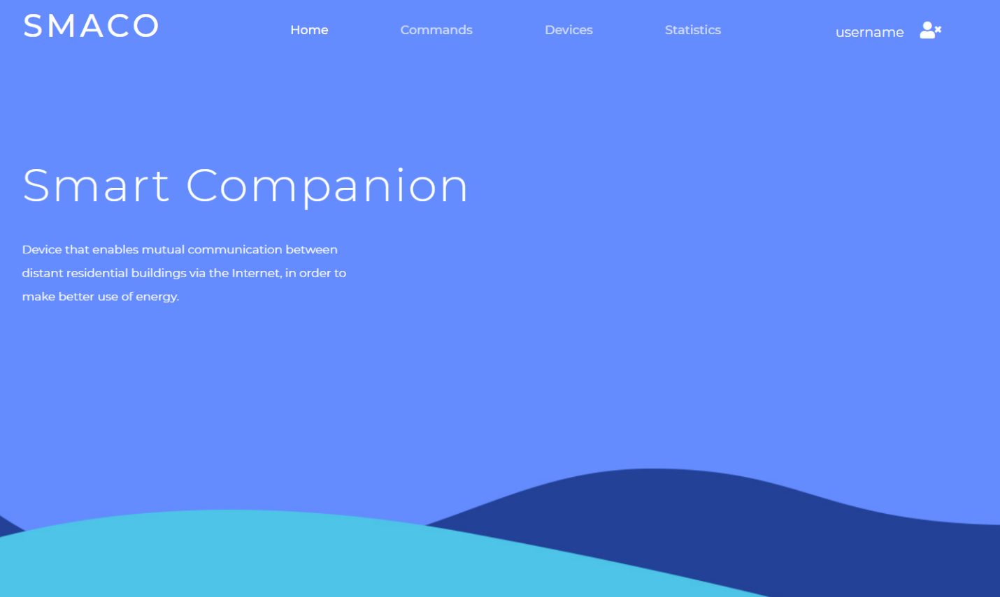 SMACO
Home
Commands
Devices
Statistics
username
Smart Companion
Device that enables mutual communication between
distant residential buildings via the Internet, in order to
make better use of energy.